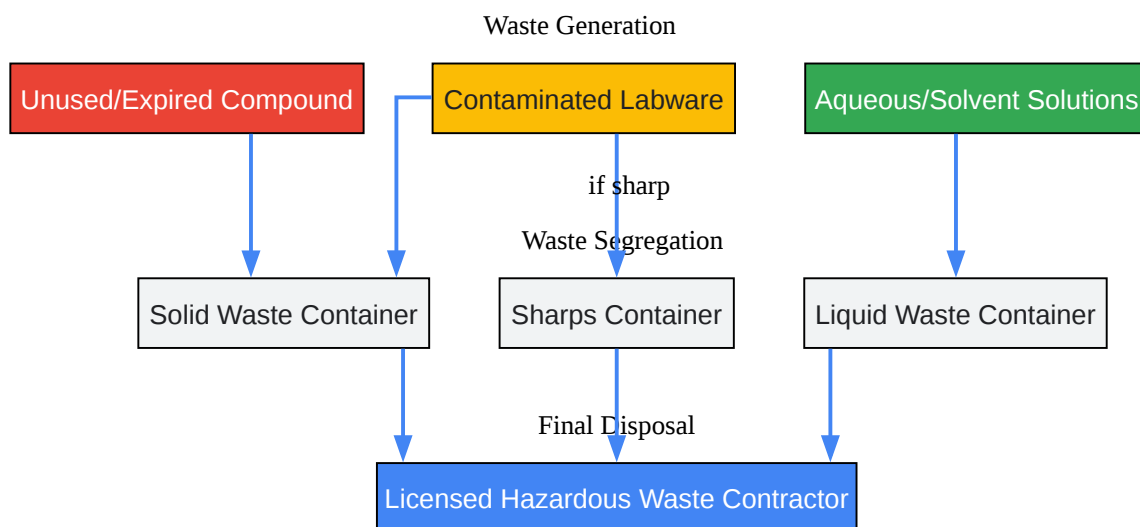 Waste Generation
Unused/Expired Compound
Contaminated Labware
Aqueous/Solvent Solutions
if sharp
Waste Segregation
Solid Waste Container
Sharps Container
Liquid Waste Container
Final Disposal
Licensed Hazardous Waste Contractor